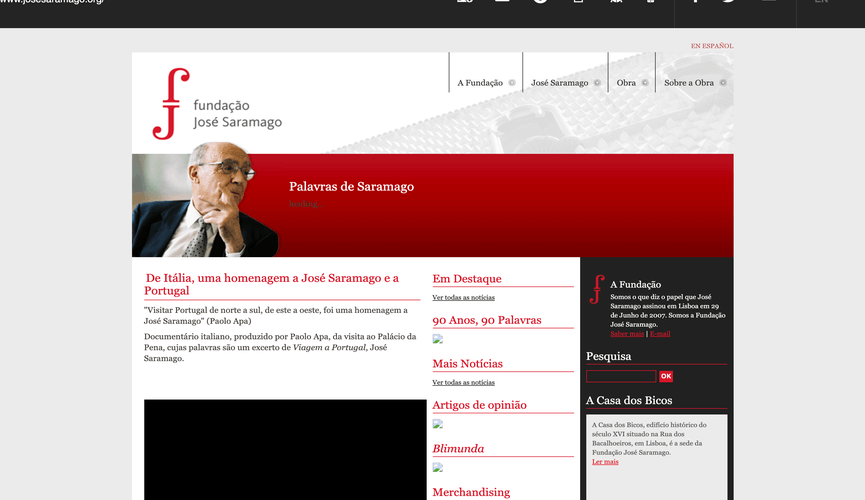 www.josesaramago.org/
EN
EN ESPAÑOL
fundação
José Saramago
A Fundação
José Saramago
Obra
Sobre a Obra
Palavras de Saramago
loading...
De Itália, uma homenagem a José Saramago e a
Portugal
"Visitar Portugal de norte a sul, de este a oeste, foi uma homenagem a
José Saramago" (Paolo Apa)
Documentário italiano, produzido por Paolo Apa, da visita ao Palácio da
Pena, cujas palavras são um excerto de Viagem a Portugal, José
Saramago.
Em Destaque
Ver todas as notícias
90 Anos, 90 Palavras
Mais Notícias
Ver todas as notícias
Artigos de opinião
Blimunda
Merchandising
A Fundação
Somos o que diz o papel que José
Saramago assinou em Lisboa em 29
de Junho de 2007. Somos a Fundação
José Saramago.
Saber mais | E-mail
Pesquisa
OK
A Casa dos Bicos
A Casa dos Bicos, edifício histórico do
século XVI situado na Rua dos
Bacalhoeiros, em Lisboa, é a sede da
Fundação José Saramago.
Ler mais